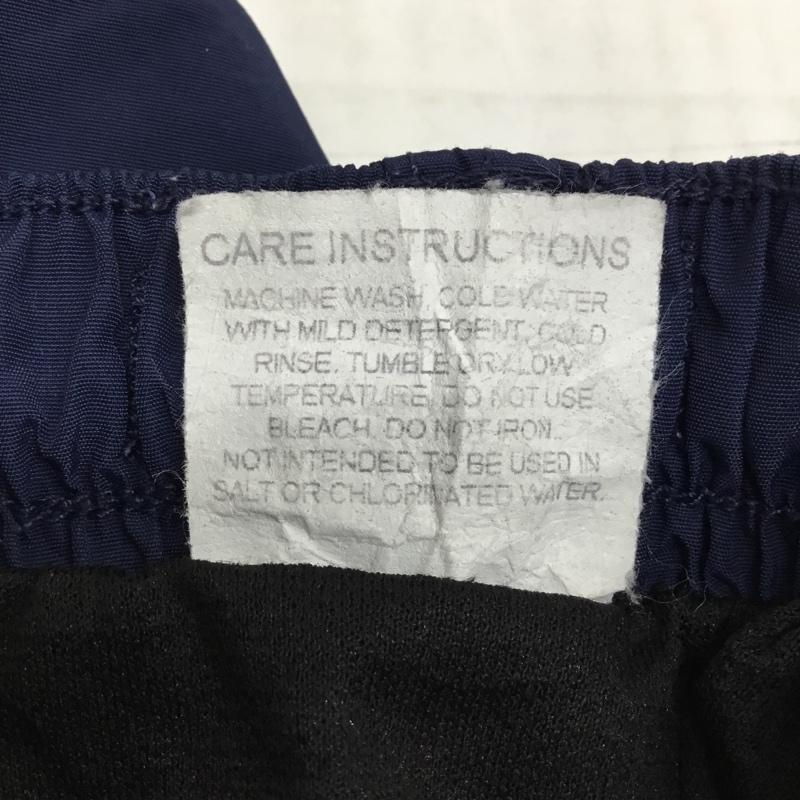 CARE INSTRUCTIONS
MACHINE WASH, COLD WATER
WITH MILD DETERGENT, COLD
RINSE. TUMBLE DRY LOW
TEMPERATURE. DO NOT USE
BLEACH. DO NOT IRON.
NOT INTENDED TO BE USED IN
SALT OR CHLORINATED WATER.